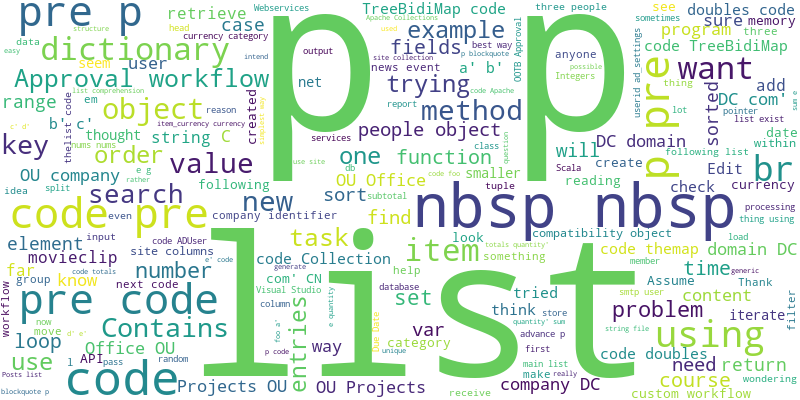 pre p
dictionary
Approval workflow
retrieve
Webservices
case
Apache Collections
TreeBidiMap code
three people
example
fields'
trying
method
people object
one function
a' b'
news event
anyone
OOTB Approval
possible
Integers
p p
see
sometimes
doubles code
sure
memory
program
three
code TreeBidiMap
want
add
DC com'
pointer
list exist
date
within
data
structure
head
currency category
output
site collection
used
intend
easy
seem
user
list comprehension
net
report
code Apache
best way
p blockquote
userid ad_settings
thing
lot
p pre
sorted
sum e
range
em
object
reason
created
key
b' c'
thelist code
c' d'
thought
string
C
item_currency currency
simplest way
services
class
question
will
DC domain
Create
Edit
following list
nums nums
order
value
OU company
e g
rather
following
use site
db
code foo
smaller
tuple
Scala
reading
check
currency
br
idea
split
search
new
sort
OU Office
subtotal
find
nbsp nbsp
processing
thing using
code pre
even
company identifier
task
item
look
compatibility object
load
element
input
code ADUser
e' code
site columns
movieclip
code Collection
totals quantity'
something
code themap
domain DC
member
generic
far
know
number
com' CN
generate
help
Assume
Thank
time
group
next code
Visual Studio
database
set
tried
smtp user
content
filter
workflow
pre code
code totals
column
entries
foo a'
e quantity
list
think
store
quantity' sum
problem
iterate
now
move
d' e'
Contains
var
category
advance p
string file
using
loop
Office OU
way
Due Date
first
code doubles
random
unique
main list
need
return
use
l
API
pass
p code
make
really
company DC
course
wondering
Posts list
blockquote p
code
Projects OU
OU Projects
receive
custom workflow